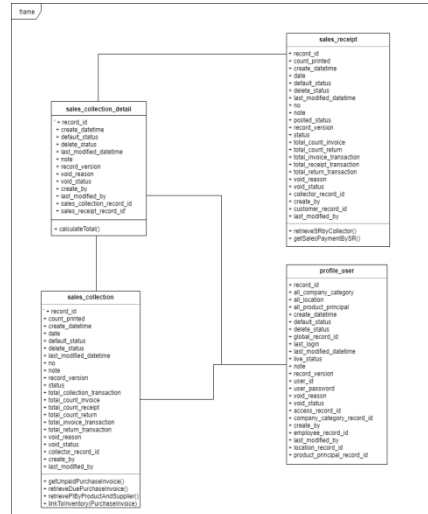 frame
sales_receipt
+ record_id
+ count_printed
+ create_datetime
+ date
+ default_status
+ delete_status
+ last_modified_datetime
+ no
+ note
+ posted_status
+ record_version
+ status
+ total_count_invoice
+ total_count_return
+ total_invoice_transaction
+ total_receipt_transaction
+ total_return_transaction
+ void_reason
+ void_status
+ collector_record_id
+ create_by
+ customer_record_id
+ last_modified_by
+ retrieveSRbyCollector()
+ getSalesPaymentBySR()
sales_collection_detail
+ record_id
+ create_datetime
+ default_status
+ delete_status
+ last_modified_datetime
+ note
+ record_version
+ void_reason
+ void_status
+ create_by
+ last_modified_by
+ sales_collection_record_id
+ sales_receipt_record_id
+ calculateTotal()
profile_user
+ record_id
+ all_company_category
+ all_location
+ all_product_principal
+ create_datetime
+ default_status
+ delete_status
+ global_record_id
+ last_login
+ last_modified_datetime
+ live_status
+ note
+ record_version
+ user_id
+ user_password
+ void_reason
+ void_status
+ access_record_id
+ company_category_record_id
+ create_by
+ employee_record_id
+ last_modified_by
+ location_record_id
+ product_principal_record_id
sales_collection
+ record_id
+ count_printed
+ create_datetime
+ date
+ default_status
+ delete_status
+ last_modified_datetime
+ no
+ note
+ record_version
+ status
+ total_collection_transaction
+ total_count_invoice
+ total_count_receipt
+ total_count_return
+ total_invoice_transaction
+ total_return_transaction
+ void_reason
+ void_status
+ collector_record_id
+ create_by
+ last_modified_by
+ getUnpaidPurchaseInvoice()
+ retrieveDuePurchaseInvoice()
+ retrievePIByProductAndSupplier()
+ linkToInventory(PurchaseInvoice)